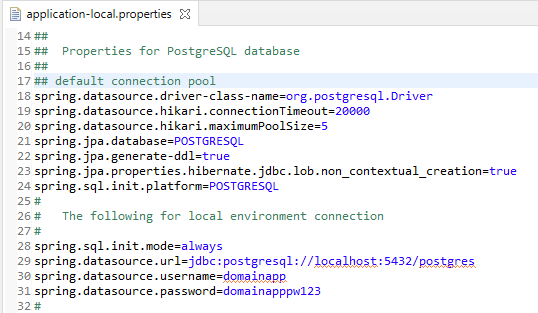 application-local.properties
14 ##
15 ##  Properties for PostgreSQL database
16 ##
17 ## default connection pool
18 spring.datasource.driver-class-name=org.postgresql.Driver
19 spring.datasource.hikari.connectionTimeout=20000
20 spring.datasource.hikari.maximumPoolSize=5
21 spring.jpa.database=POSTGRESQL
22 spring.jpa.generate-ddl=true
23 spring.jpa.properties.hibernate.jdbc.lob.non_contextual_creation=true
24 spring.sql.init.platform=POSTGRESQL
25 #
26 #   The following for local environment connection
27 #
28 spring.sql.init.mode=always
29 spring.datasource.url=jdbc:postgresql://localhost:5432/postgres
30 spring.datasource.username=domainapp
31 spring.datasource.password=domainapppw123
32 #